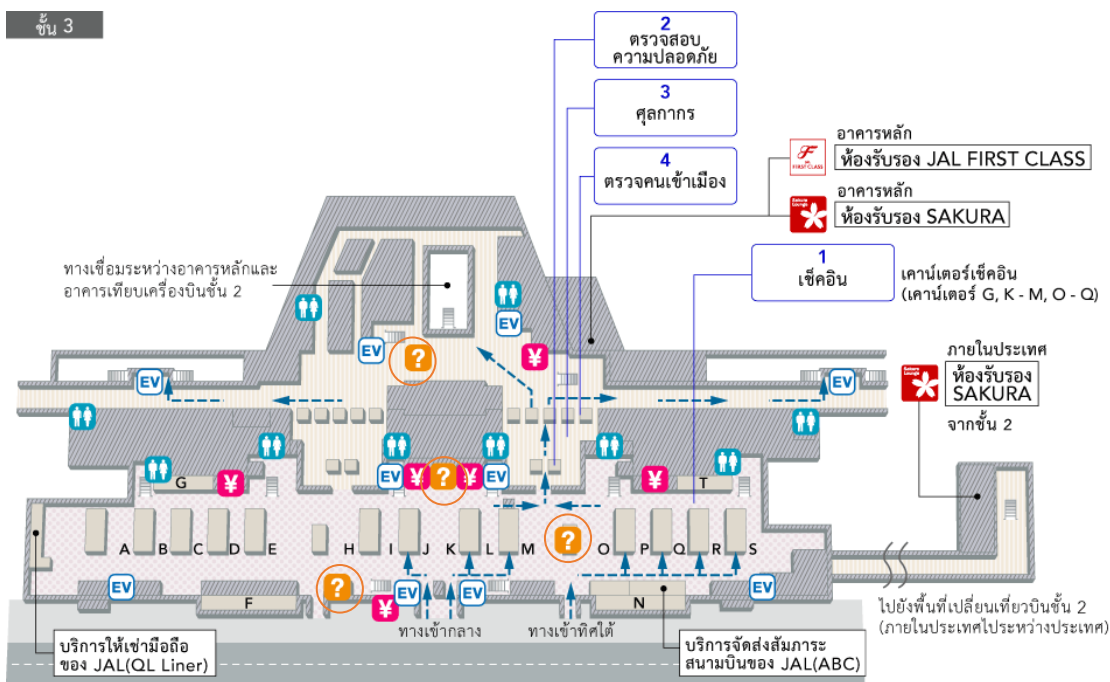 ชั้น 3
2
ตรวจสอบ
ความปลอดภัย
3
ศุลกากร
4
ตรวจคนเข้าเมือง
อาคารหลัก
FIRST CLASS
ห้องรับรอง JAL FIRST CLASS
อาคารหลัก
Sakura
Lounge
ห้องรับรอง SAKURA
1
เช็คอิน
เคาน์เตอร์เช็คอิน
(เคาน์เตอร์ G, K - M, O - Q)
ทางเชื่อมระหว่างอาคารหลักและ
อาคารเทียบเครื่องบินชั้น 2
EV
EV
?
¥
EV
EV
ภายในประเทศ
Sakura
Lounge
ห้องรับรอง
SAKURA
จากชั้น 2
EV
¥
?
¥
EV
G
¥
¥
T
A
B
C
D
E
H
I
J
K
L
M
?
O
P
Q
R
S
EV
F
?
¥
EV
EV
N
EV
ทางเข้ากลาง
ทางเข้าทิศใต้
ไปยังพื้นที่เปลี่ยนเที่ยวบินชั้น 2
(ภายในประเทศไประหว่างประเทศ)
บริการให้เช่ามือถือ
ของ JAL(QL Liner)
บริการจัดส่งสัมภาระ
สนามบินของ JAL(ABC)